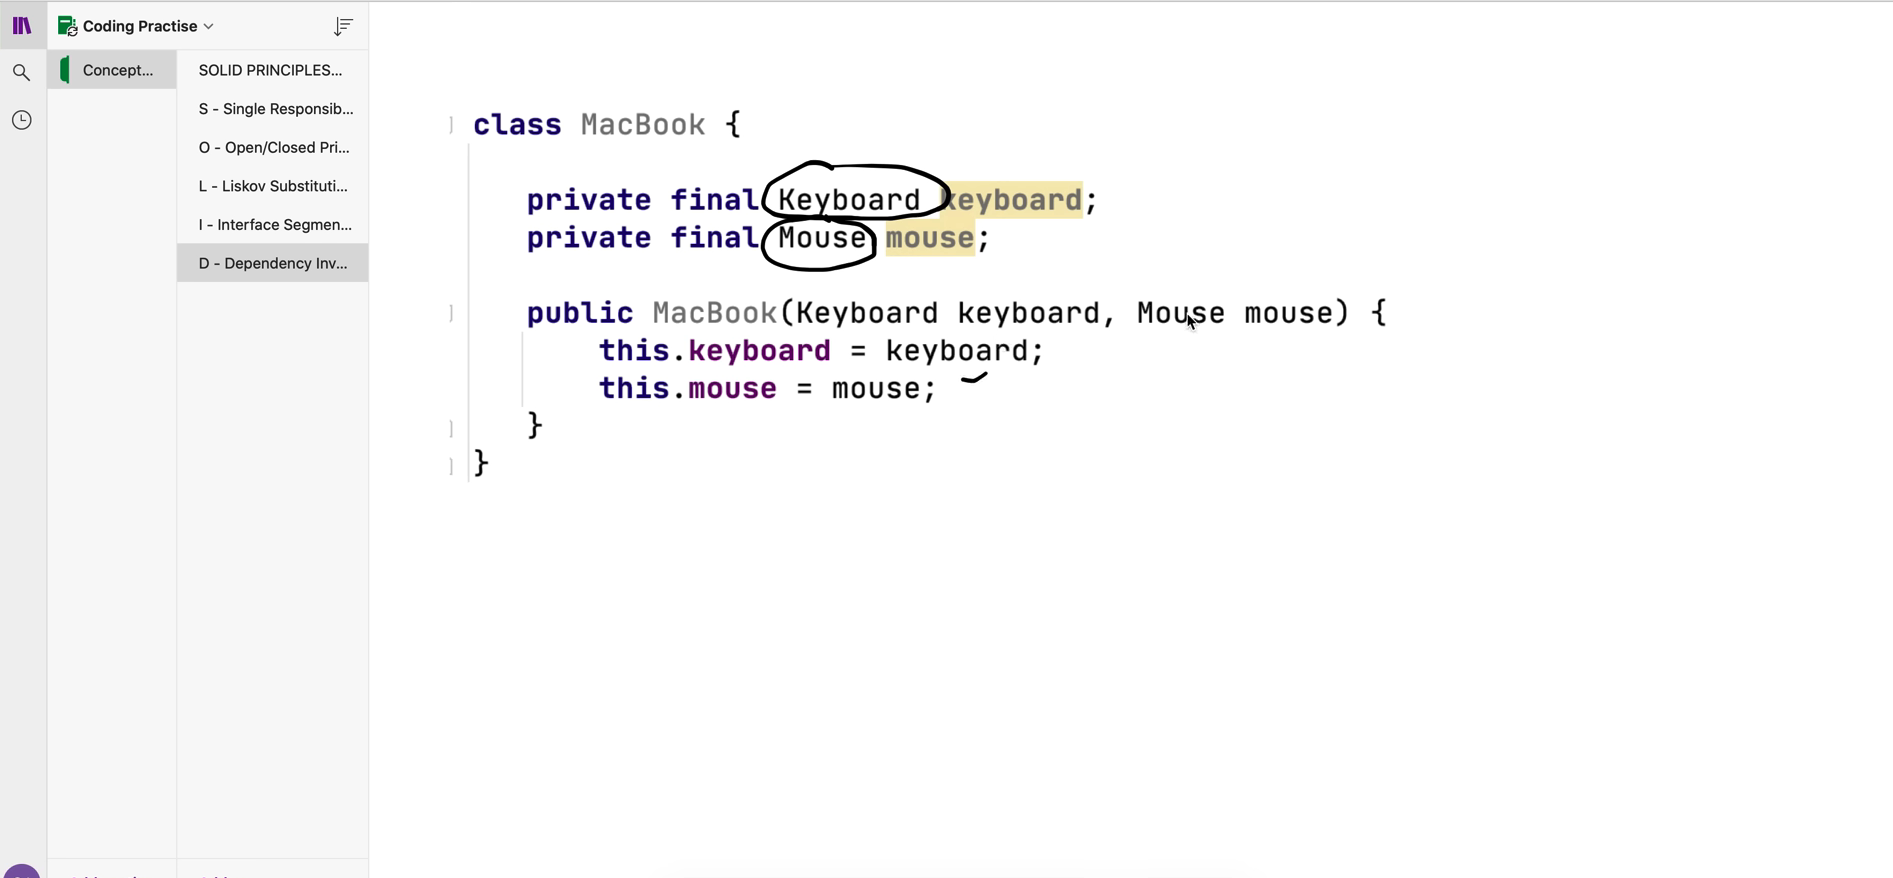 Coding Practise
Concept...
SOLID PRINCIPLES...
S - Single Responsib...
O - Open/Closed Pri...
L - Liskov Substituti...
I - Interface Segmen...
D - Dependency Inv...
class MacBook {
private final Keyboard keyboard;
private final Mouse mouse;
public MacBook(Keyboard keyboard, Mouse mouse) {
this.keyboard = keyboard;
this.mouse = mouse;
}
}